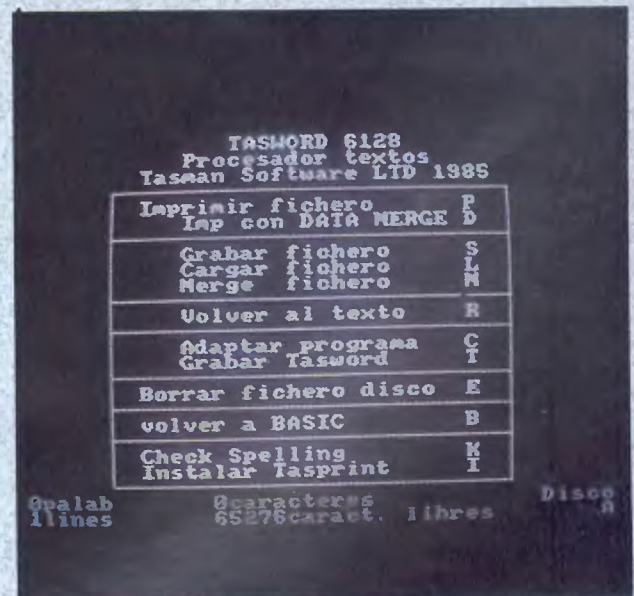 TASWORD 6128
Procesador textos
Tasman Software LTD 1985
Imprimir fichero P
Imp con DATA MERGE D
Grabar fichero S
Cargar fichero L
Merge fichero M
Volver al texto R
Adaptar programa C
Grabar Tasword T
Borrar fichero disco E
volver a BASIC B
Check Spelling K
Instalar Tasprint I
0palab 0caracteres Disco
1lines 65276caract. libres A